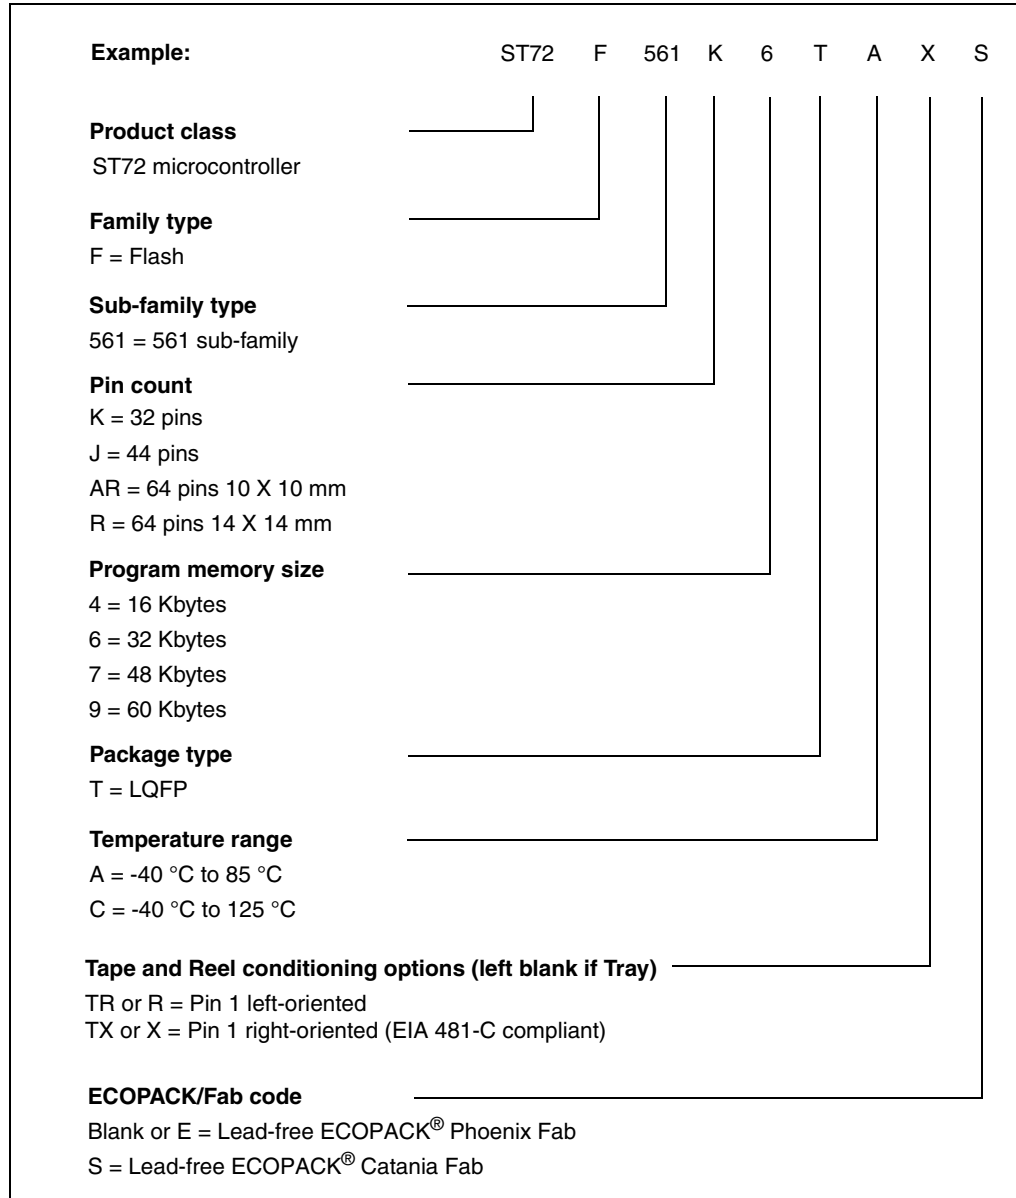 Example: ST72 F 561 K 6 T A X S
Product class
ST72 microcontroller
Family type
F = Flash
Sub-family type
561 = 561 sub-family
Pin count
K = 32 pins
J = 44 pins
AR = 64 pins 10 X 10 mm
R = 64 pins 14 X 14 mm
Program memory size
4 = 16 Kbytes
6 = 32 Kbytes
7 = 48 Kbytes
9 = 60 Kbytes
Package type
T = LQFP
Temperature range
A = -40 °C to 85 °C
C = -40 °C to 125 °C
Tape and Reel conditioning options (left blank if Tray)
TR or R = Pin 1 left-oriented
TX or X = Pin 1 right-oriented (EIA 481-C compliant)
ECOPACK/Fab code
Blank or E = Lead-free ECOPACK® Phoenix Fab
S = Lead-free ECOPACK® Catania Fab